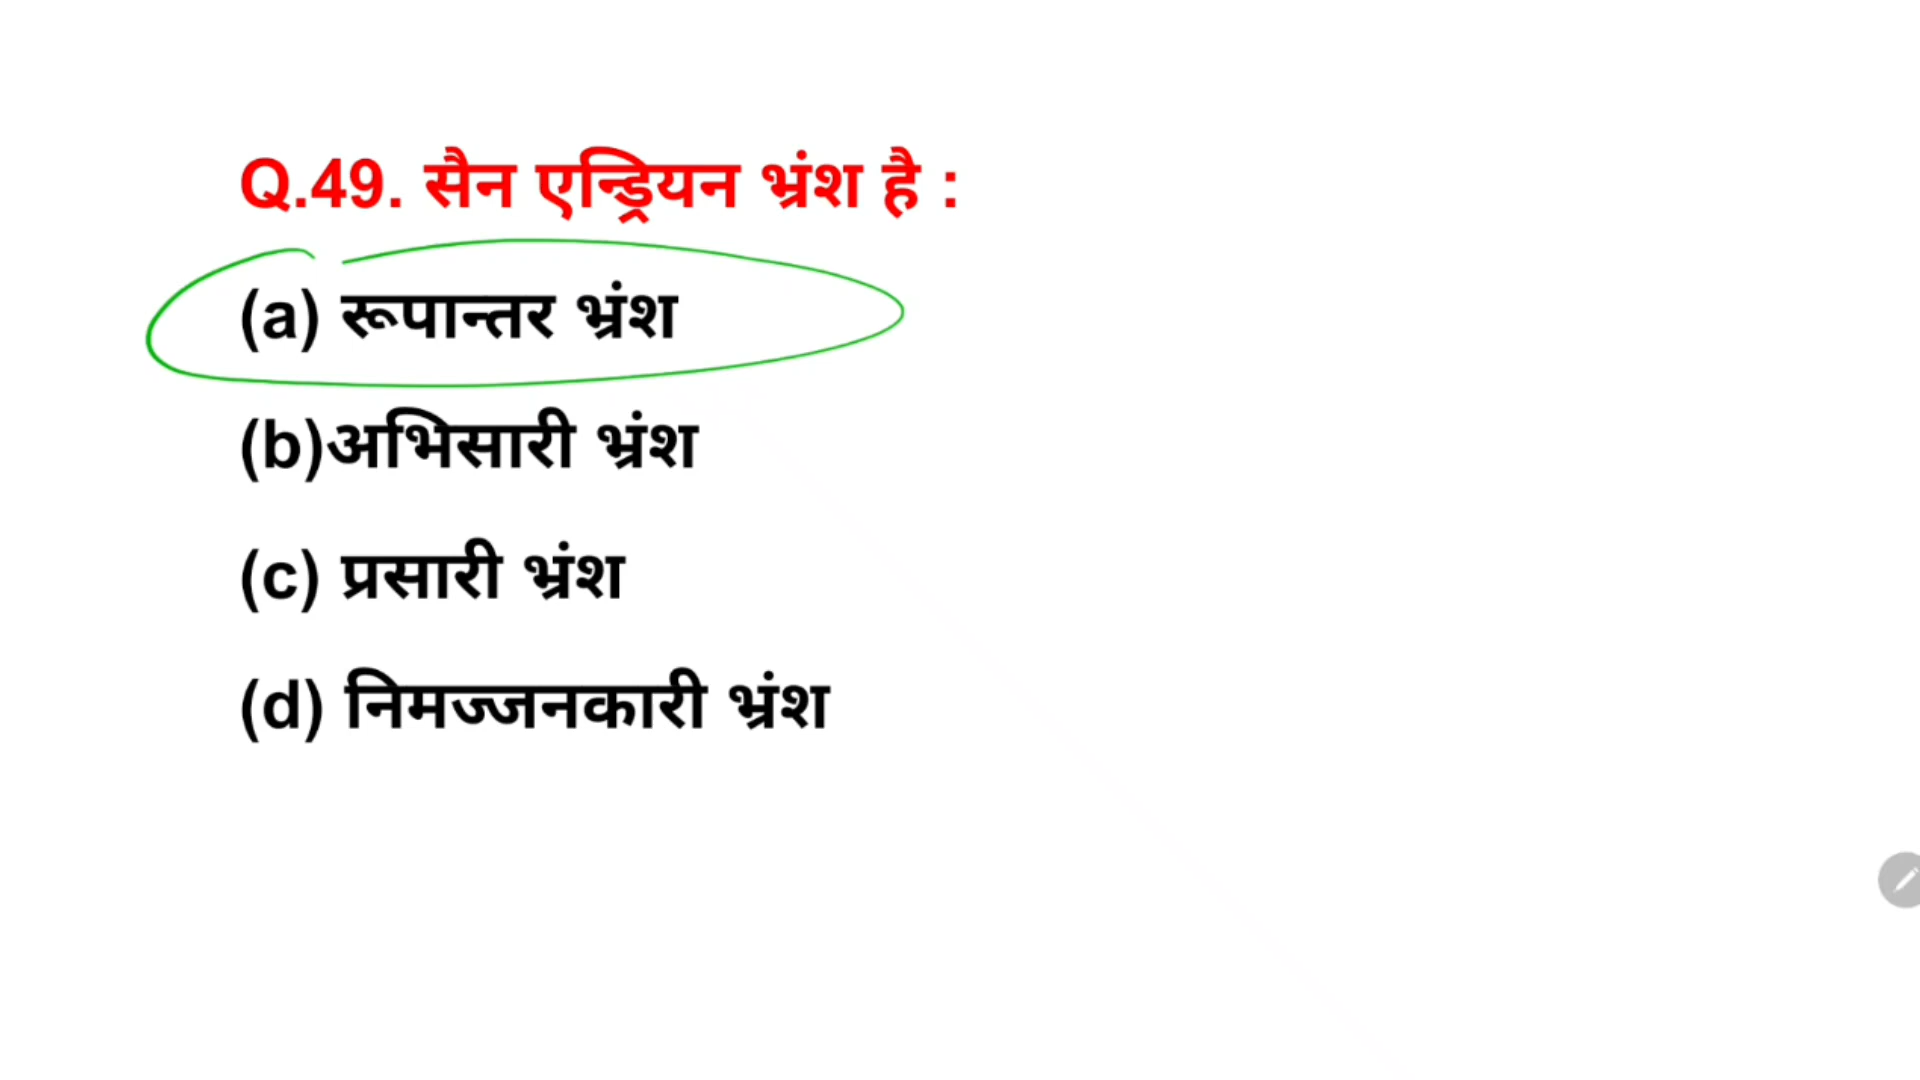 Q.49. सैन एन्ड्रियन भ्रंश है :
(a) रूपान्तर भ्रंश
(b)अभिसारी भ्रंश
(c) प्रसारी भ्रंश
(d) निमज्जनकारी भ्रंश